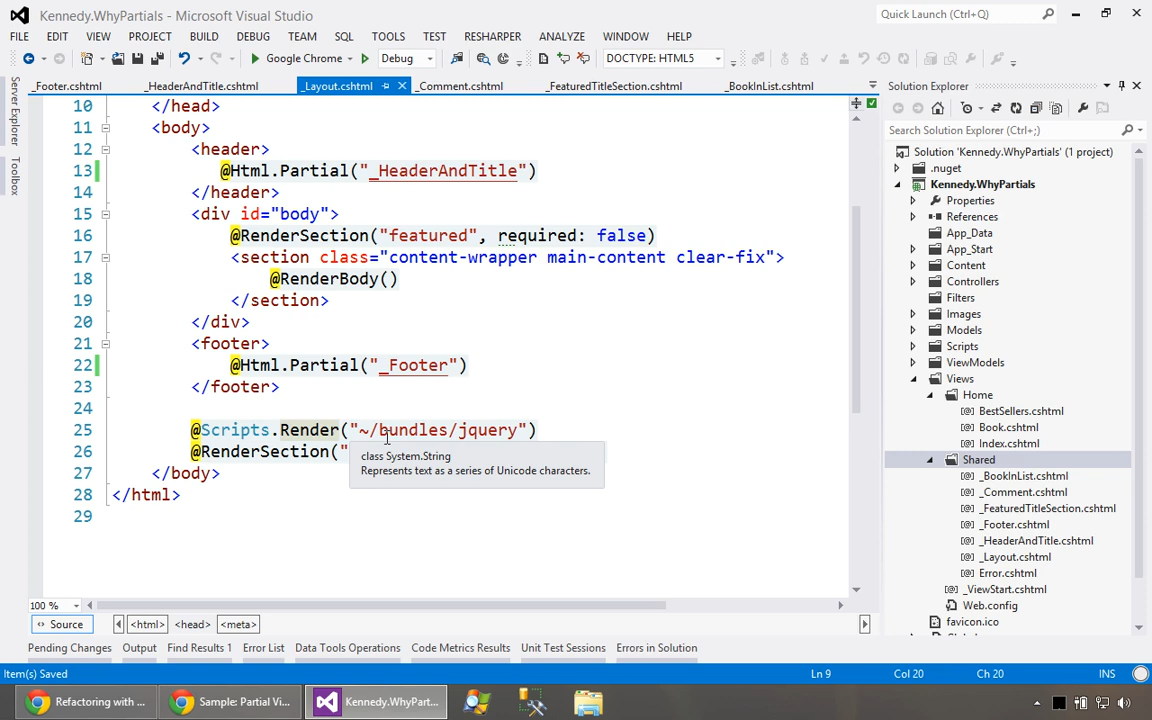 Kennedy.WhyPartials - Microsoft Visual Studio
Quick Launch (Ctrl+Q)
FILE EDIT VIEW PROJECT BUILD DEBUG TEAM SQL TOOLS TEST RESHARPER ANALYZE WINDOW HELP
Google Chrome Debug DOCTYPE: HTML5
Server Explorer
Toolbox
_Footer.cshtml _HeaderAndTitle.cshtml _Layout.cshtml _Comment.cshtml _FeaturedTitleSection.cshtml _BookInList.cshtml
10 </head>
11 <body>
12 <header>
13 @Html.Partial("_HeaderAndTitle")
14 </header>
15 <div id="body">
16 @RenderSection("featured", required: false)
17 <section class="content-wrapper main-content clear-fix">
18 @RenderBody()
19 </section>
20 </div>
21 <footer>
22 @Html.Partial("_Footer")
23 </footer>
24
25 @Scripts.Render("~/bundles/jquery")
26 @RenderSection("
27 </body>
28 </html>
29
class System.String
Represents text as a series of Unicode characters.
100 %
Source <html> <head> <meta>
Solution Explorer
Search Solution Explorer (Ctrl+;)
Solution 'Kennedy.WhyPartials' (1 project)
.nuget
Kennedy.WhyPartials
Properties
References
App_Data
App_Start
Content
Controllers
Filters
Images
Models
Scripts
ViewModels
Views
Home
BestSellers.cshtml
Book.cshtml
Index.cshtml
Shared
_BookInList.cshtml
_Comment.cshtml
_FeaturedTitleSection.cshtml
_Footer.cshtml
_HeaderAndTitle.cshtml
_Layout.cshtml
Error.cshtml
_ViewStart.cshtml
Web.config
favicon.ico
Pending Changes Output Find Results 1 Error List Data Tools Operations Code Metrics Results Unit Test Sessions Errors in Solution
Item(s) Saved Ln 9 Col 20 Ch 20 INS
Refactoring with ... Sample: Partial Vi... Kennedy.WhyPart...